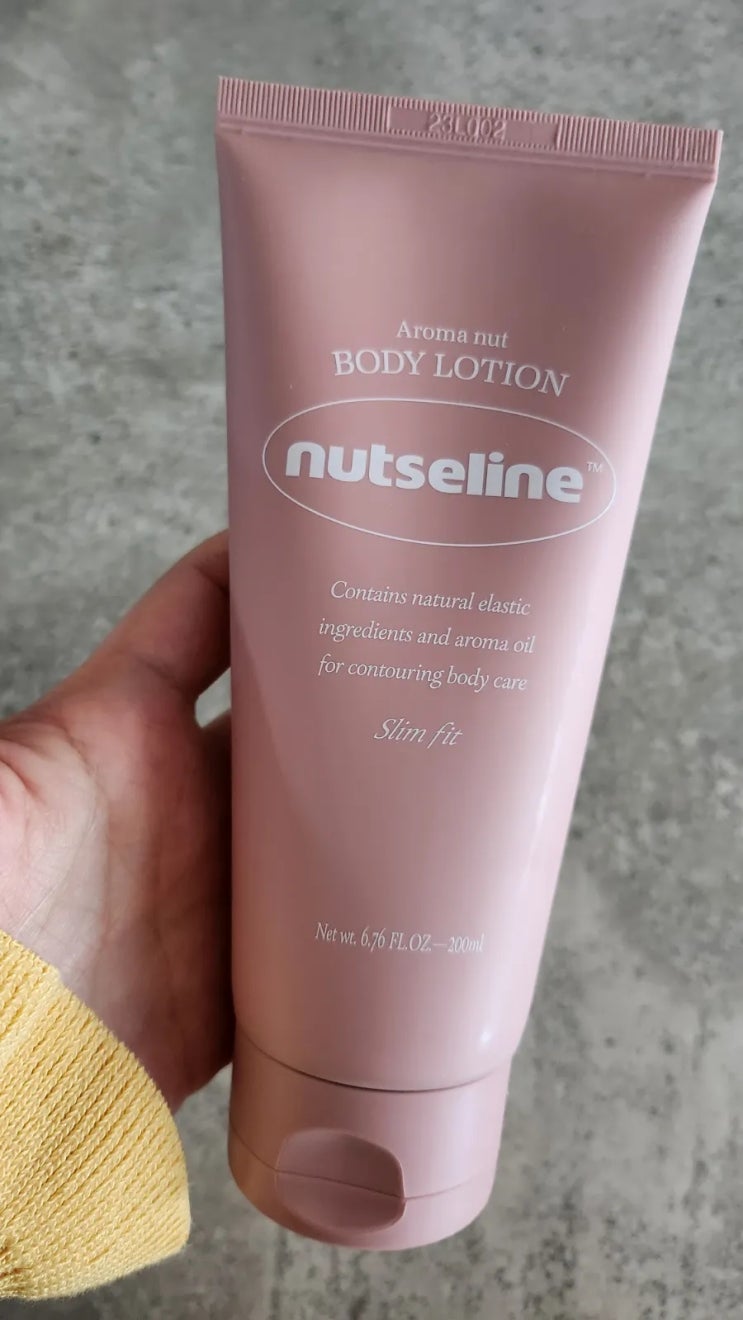 23L002
Aroma nut
BODY LOTION
nutseline™
Contains natural elastic
ingredients and aroma oil
for contouring body care
Slim fit
Net wt. 6,76 FL.OZ.—200ml